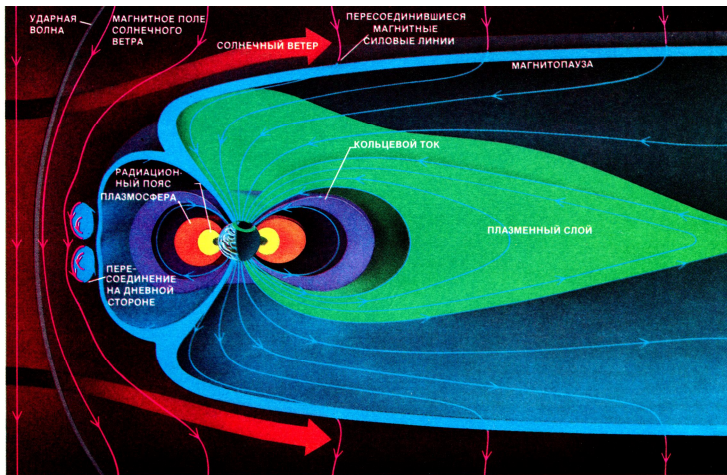 УДАРНАЯ
ВОЛНА
МАГНИТНОЕ ПОЛЕ
СОЛНЕЧНОГО
ВЕТРА
СОЛНЕЧНЫЙ ВЕТЕР
ПЕРЕСОЕДИНИВШИЕСЯ
МАГНИТНЫЕ
СИЛОВЫЕ ЛИНИИ
МАГНИТОПАУЗА
КОЛЬЦЕВОЙ ТОК
РАДИАЦИОН-
НЫЙ ПОЯС
ПЛАЗМОСФЕРА
ПЛАЗМЕННЫЙ СЛОЙ
ПЕРЕ-
СОЕДИНЕНИЕ
НА ДНЕВНОЙ
СТОРОНЕ